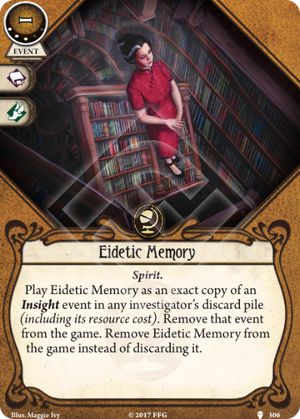 EVENT
Eidetic Memory
Spirit.
Play Eidetic Memory as an exact copy of an
Insight event in any investigator's discard pile
(including its resource cost). Remove that event
from the game. Remove Eidetic Memory from
the game instead of discarding it.
Illus. Maggie Ivy
© 2017 FFG
306